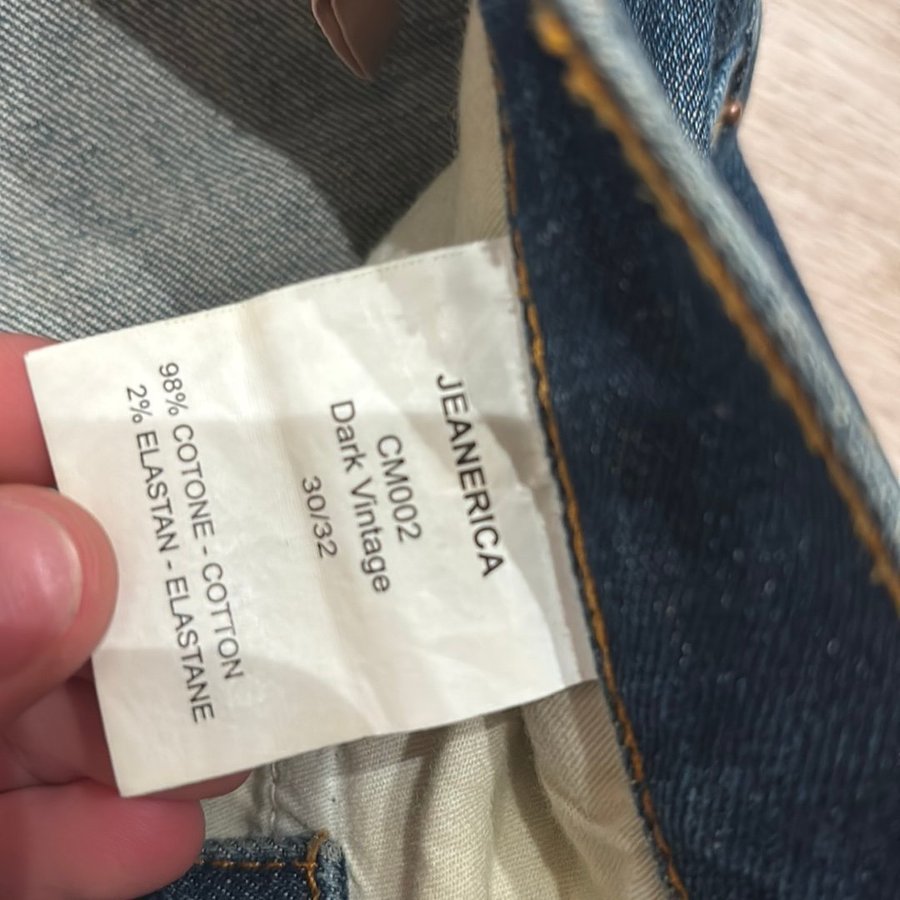 JEANERICA
CM002
Dark Vintage
30/32
98% COTONE - COTTON
2% ELASTAN - ELASTANE